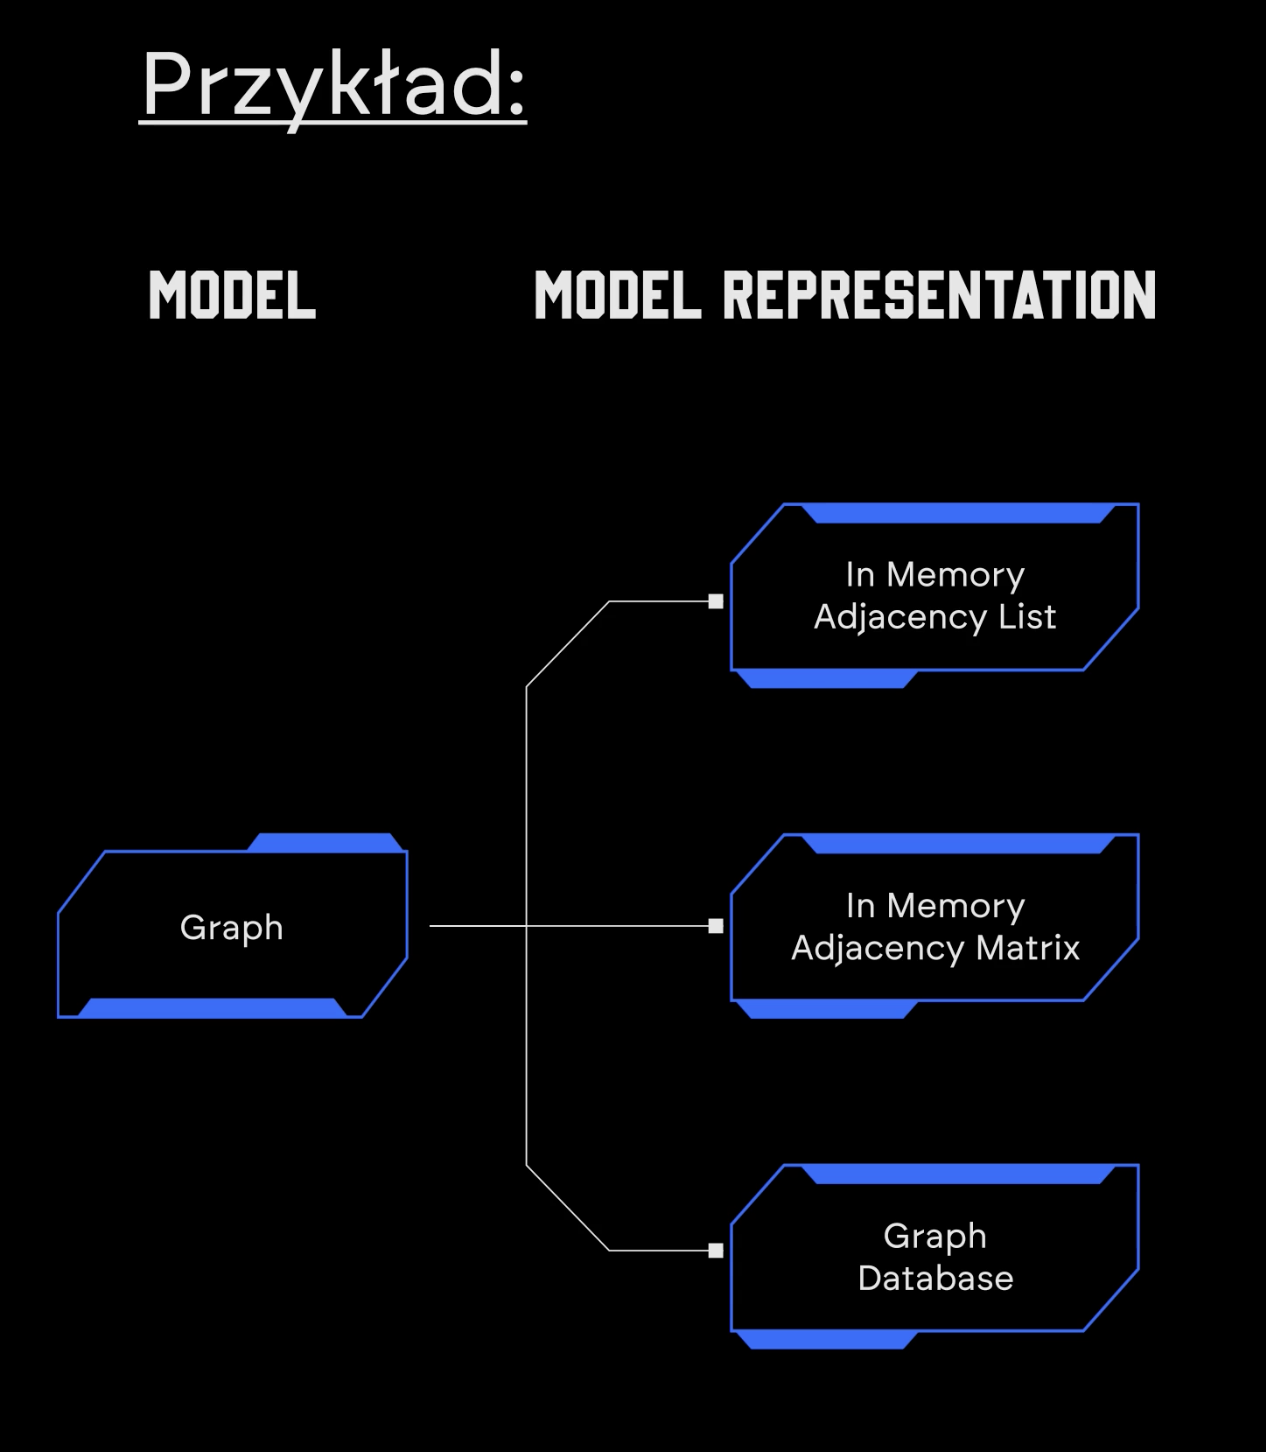 Przykład:
MODEL
MODEL REPRESENTATION
In Memory
Adjacency List
Graph
In Memory
Adjacency Matrix
Graph
Database